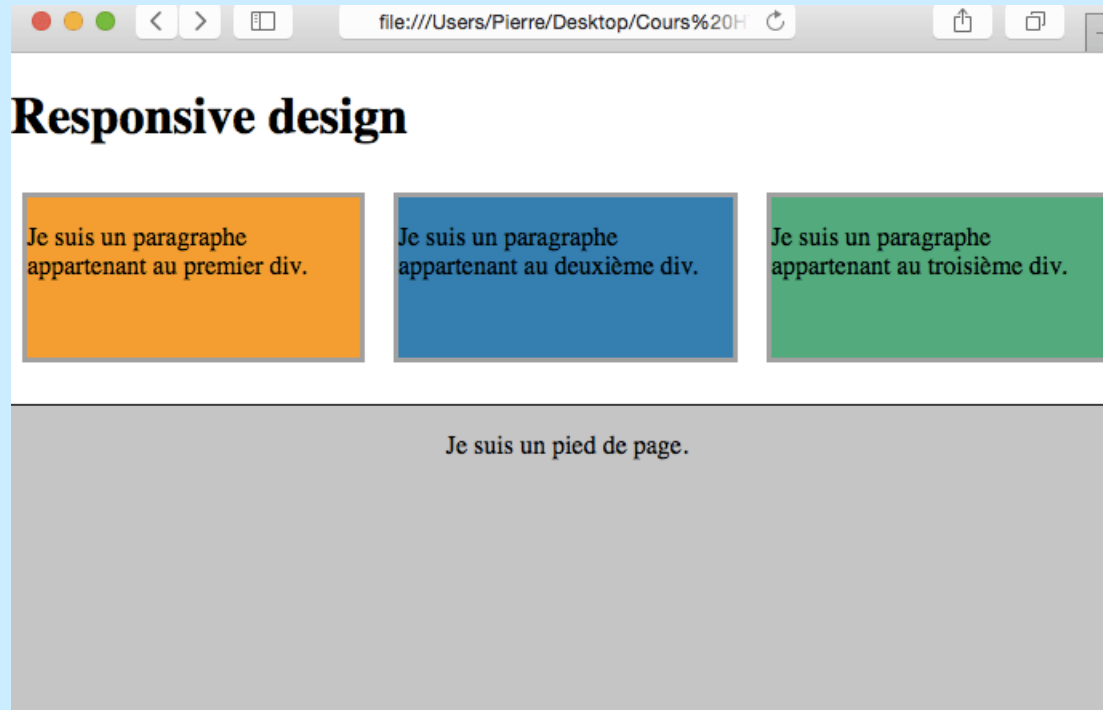 file:///Users/Pierre/Desktop/Cours%20H
Responsive design
Je suis un paragraphe
appartenant au premier div.
Je suis un paragraphe
appartenant au deuxième div.
Je suis un paragraphe
appartenant au troisième div.
Je suis un pied de page.